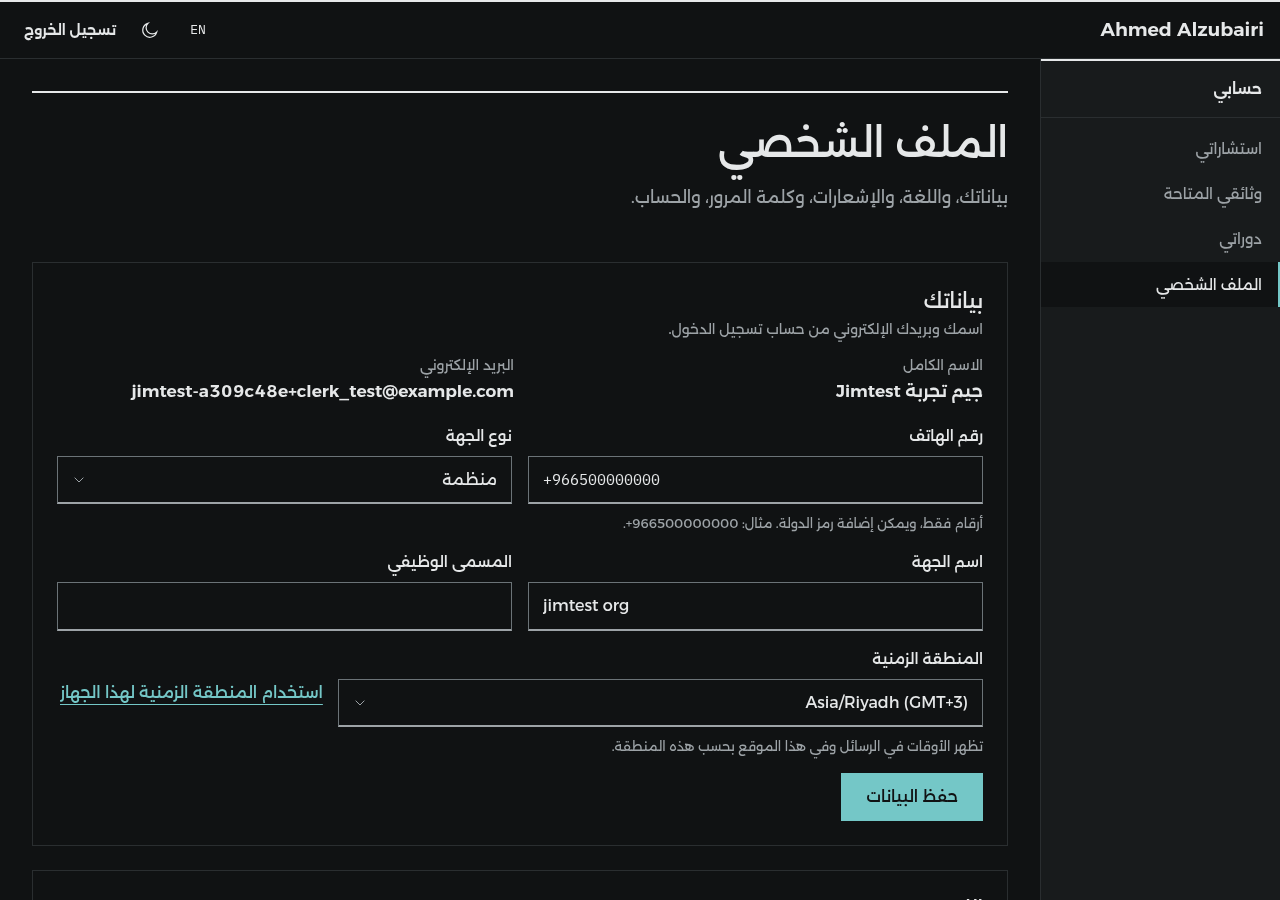 Ahmed Alzubairi
EN
تسجيل الخروج
حسابي
استشاراتي
وثائقي المتاحة
دوراتي
الملف الشخصي
الملف الشخصي
بياناتك، واللغة، والإشعارات، وكلمة المرور، والحساب.
بياناتك
اسمك وبريدك الإلكتروني من حساب تسجيل الدخول.
الاسم الكامل
جيم تجربة Jimtest
البريد الإلكتروني
jimtest-a309c48e+clerk_test@example.com
رقم الهاتف
+966500000000
أرقام فقط، ويمكن إضافة رمز الدولة. مثال: 966500000000+.
نوع الجهة
منظمة
اسم الجهة
jimtest org
المسمى الوظيفي
المنطقة الزمنية
Asia/Riyadh (GMT+3)
استخدام المنطقة الزمنية لهذا الجهاز
تظهر الأوقات في الرسائل وفي هذا الموقع بحسب هذه المنطقة.
حفظ البيانات